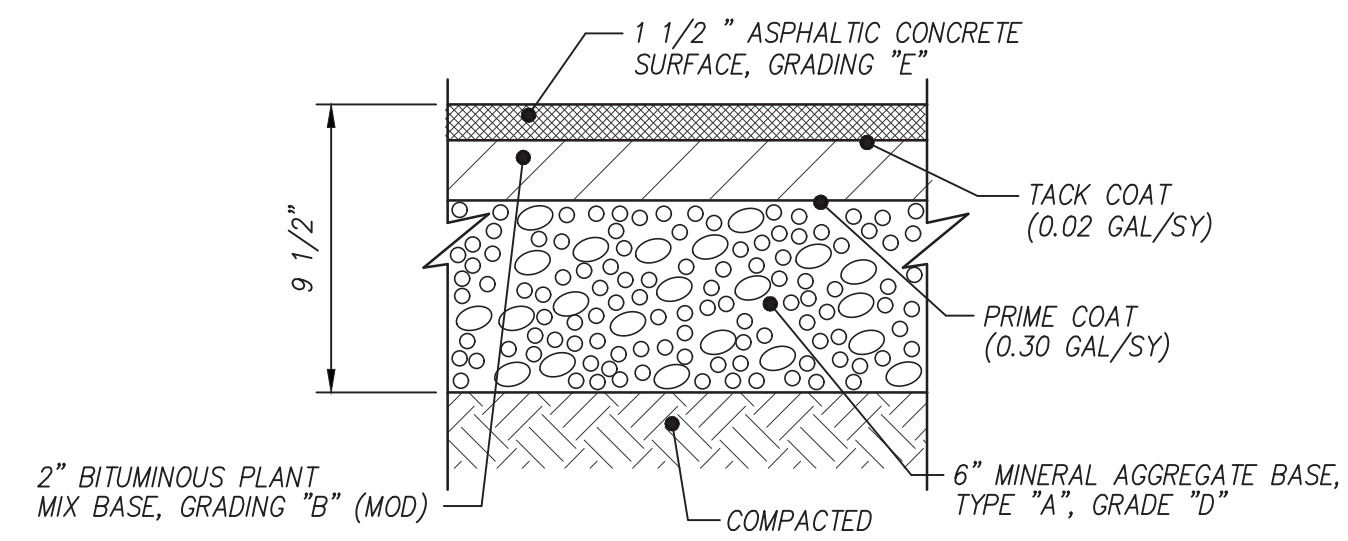 1 1/2 " ASPHALTIC CONCRETE
SURFACE, GRADING "E"
TACK COAT
(0.02 GAL/SY)
9 1/2"
PRIME COAT
(0.30 GAL/SY)
2" BITUMINOUS PLANT
MIX BASE, GRADING "B" (MOD)
6" MINERAL AGGREGATE BASE,
TYPE "A", GRADE "D"
COMPACTED